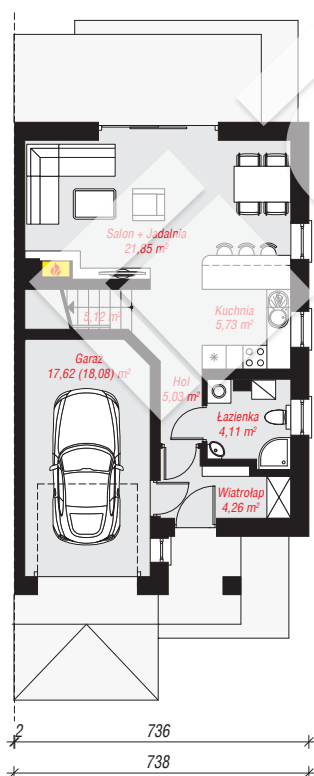 Salon + Jadalnia
21,85 m²
Kuchnia
5,73 m²
5,12 m²
Garaz
17,62 (18,08) m²
Hol
5,03 m²
Łazienka
4,11 m²
Wiatrołap
4,26 m²
2
736
738